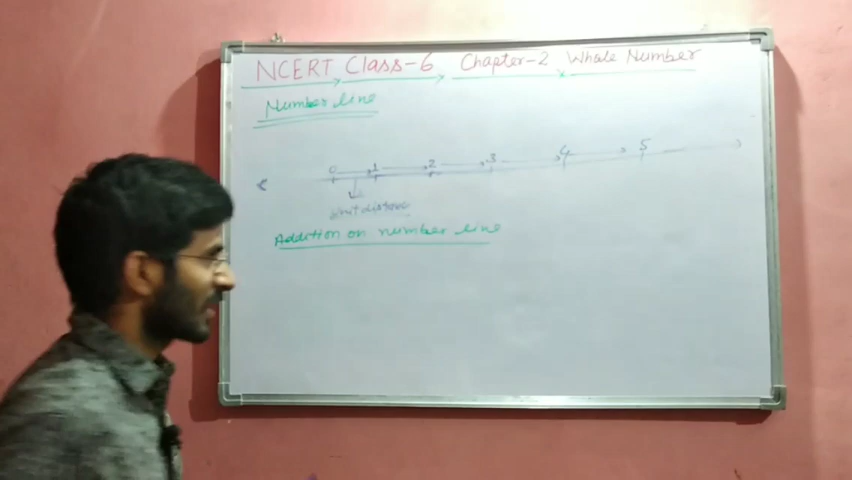 NCERT Class-6 Chapter-2 Whole Number
Number line
0 1 2 3 4 5
Unit distance
Addition on number line